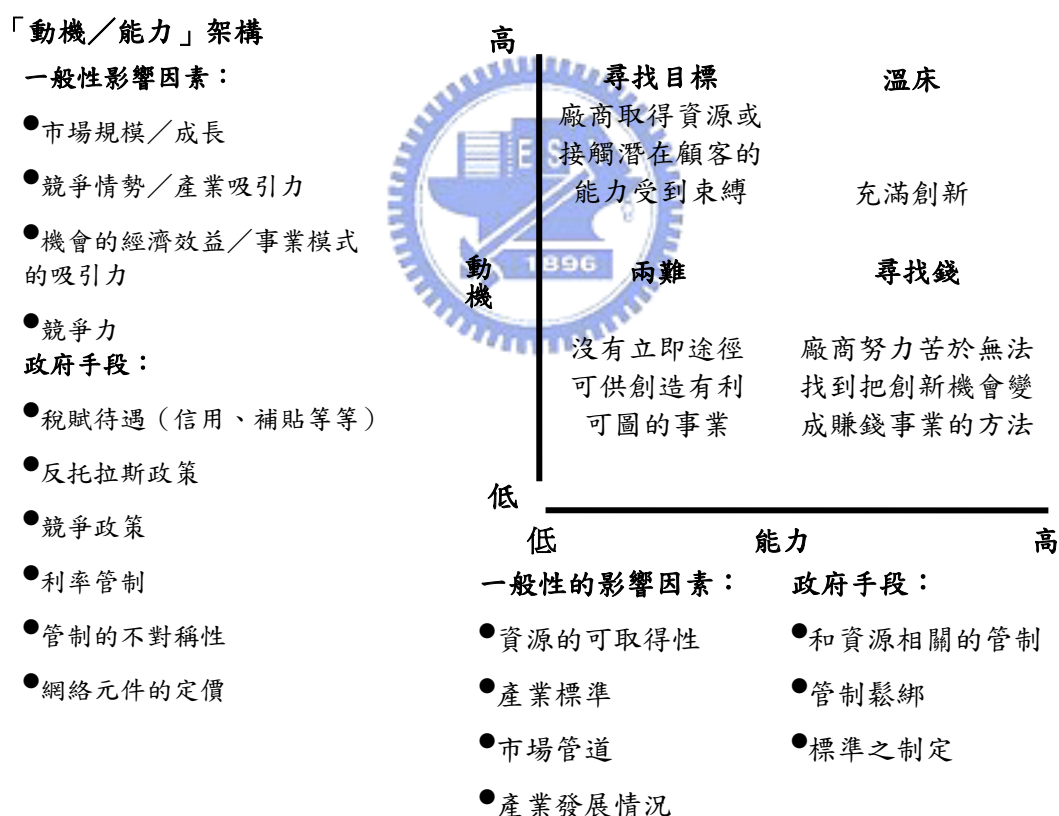 「動機／能力」架構
一般性影響因素：
●市場規模／成長
●競爭情勢／產業吸引力
●機會的經濟效益／事業模式
的吸引力
●競爭力
政府手段：
●稅賦待遇（信用、補貼等等）
●反托拉斯政策
●競爭政策
●利率管制
●管制的不對稱性
●網絡元件的定價
高
動
機
低
尋找目標
廠商取得資源或
接觸潛在顧客的
能力受到束縛
溫床
充滿創新
兩難
沒有立即途徑
可供創造有利
可圖的事業
尋找錢
廠商努力苦於無法
找到把創新機會變
成賺錢事業的方法
1896
低 能力 高
一般性的影響因素：
●資源的可取得性
●產業標準
●市場管道
●產業發展情況
政府手段：
●和資源相關的管制
●管制鬆綁
●標準之制定